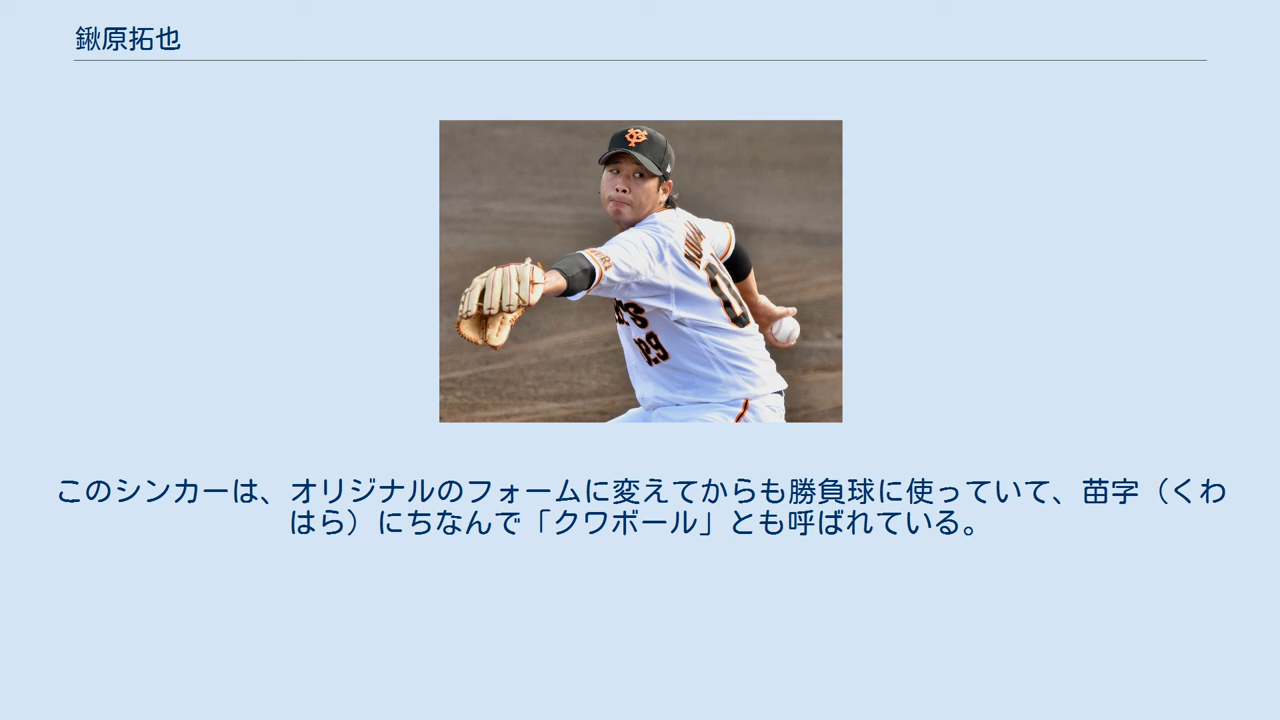 鍬原拓也
このシンカーは、オリジナルのフォームに変えてからも勝負球に使っていて、苗字（くわ
はら）にちなんで「クワボール」とも呼ばれている。